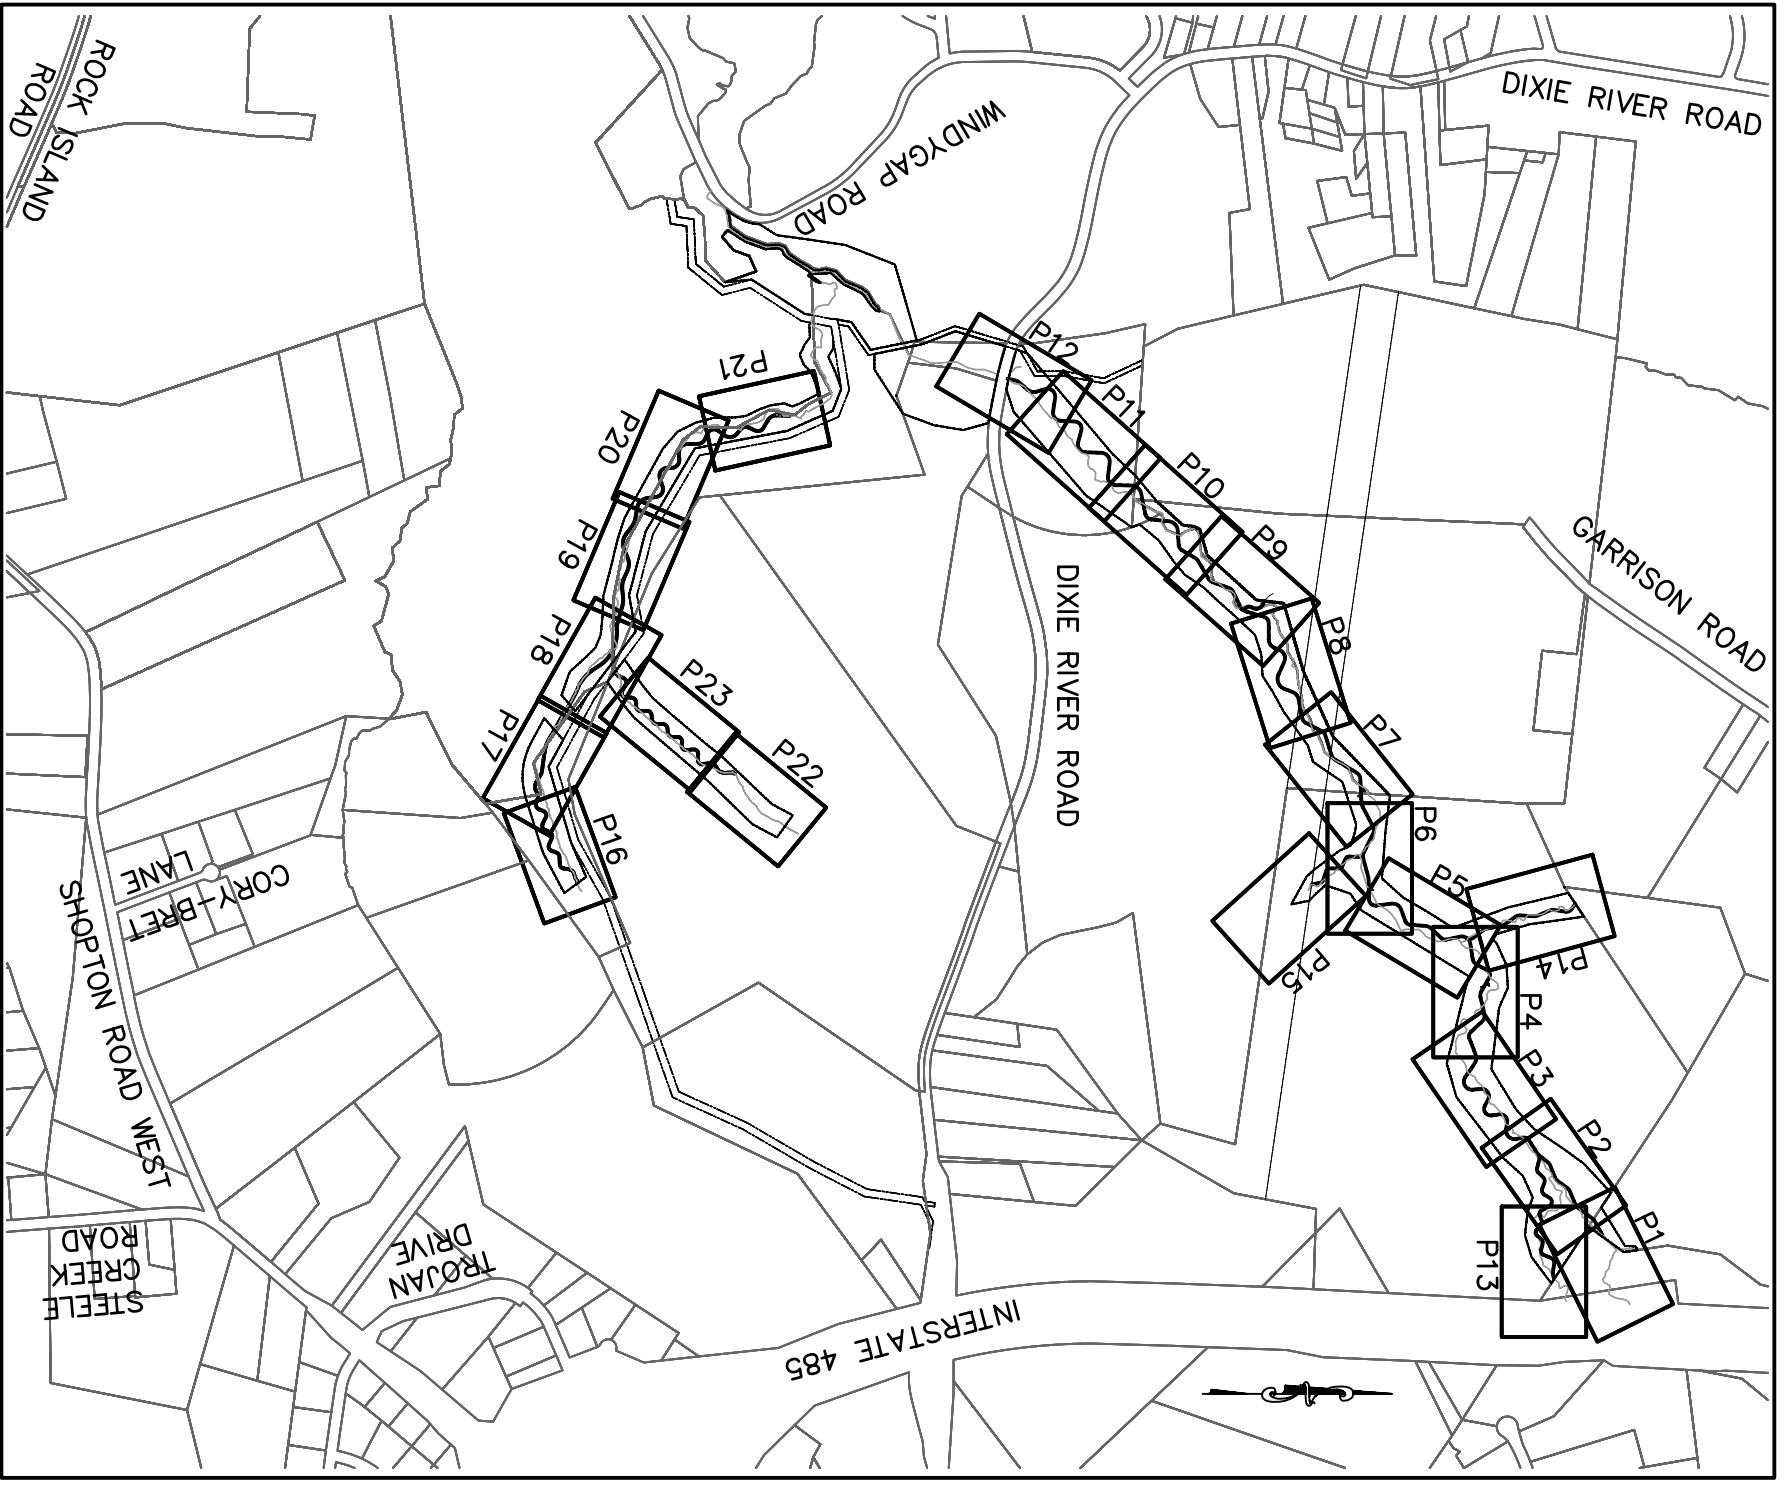 ROCK ISLAND
ROAD
WINDYGAP ROAD
DIXIE RIVER ROAD
P12
P11
P10
P9
P8
P7
P6
P5
P14
P15
P4
P3
P2
P1
P13
P21
P20
P19
P18
P17
P16
P23
P22
GARRISON ROAD
DIXIE RIVER ROAD
CORY-BRET
LANE
SHOPTON ROAD WEST
STEELE
CREEK
ROAD
TROJAN
DRIVE
INTERSTATE 485